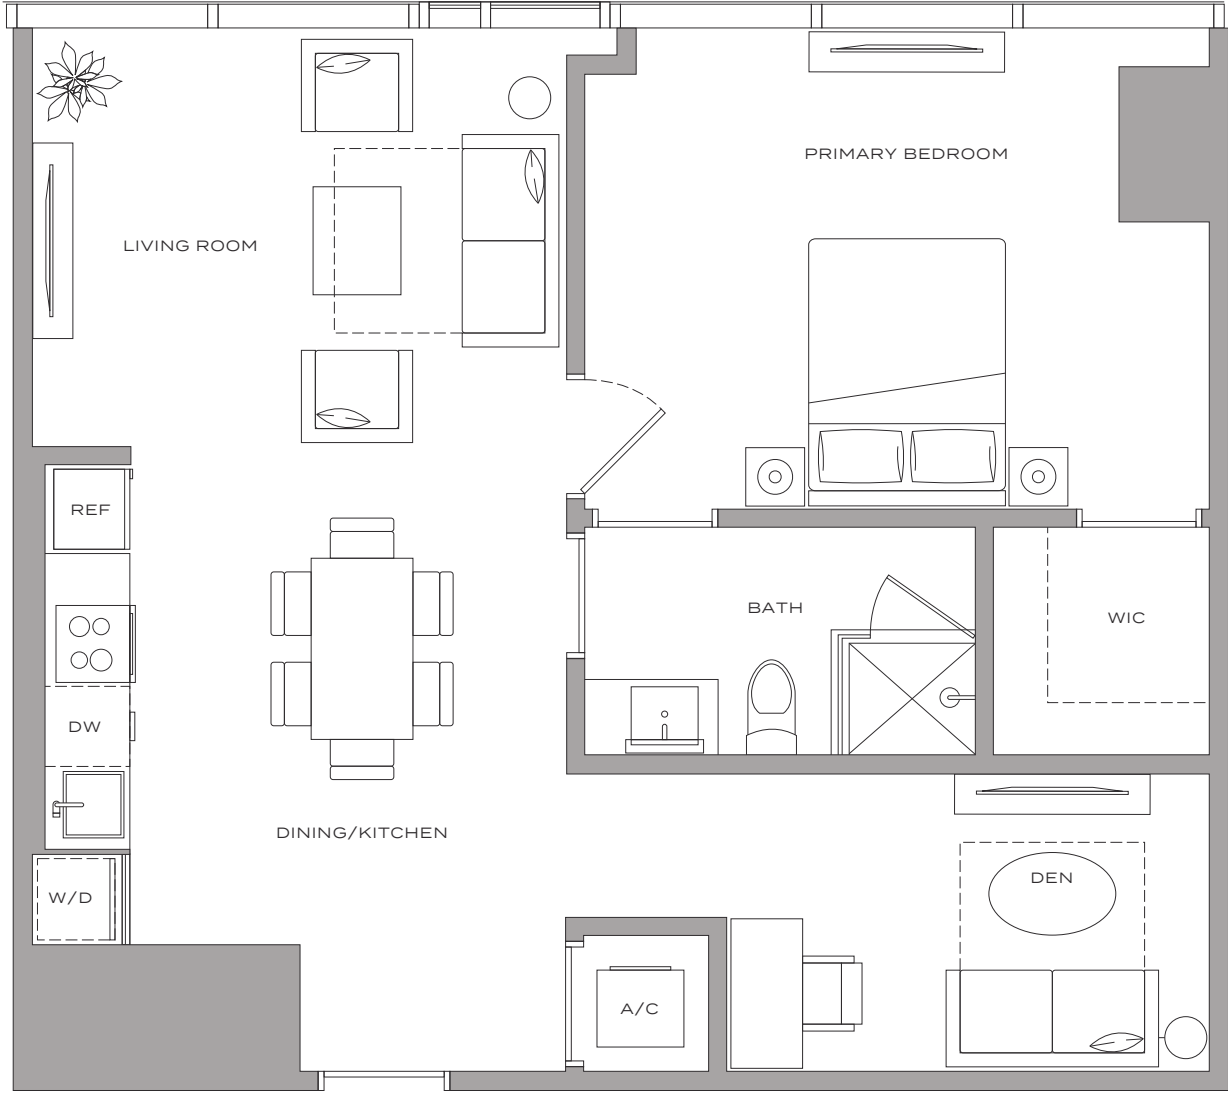 PRIMARY BEDROOM
LIVING ROOM
REF
BATH
WIC
DW
DINING/KITCHEN
DEN
W/D
A/C